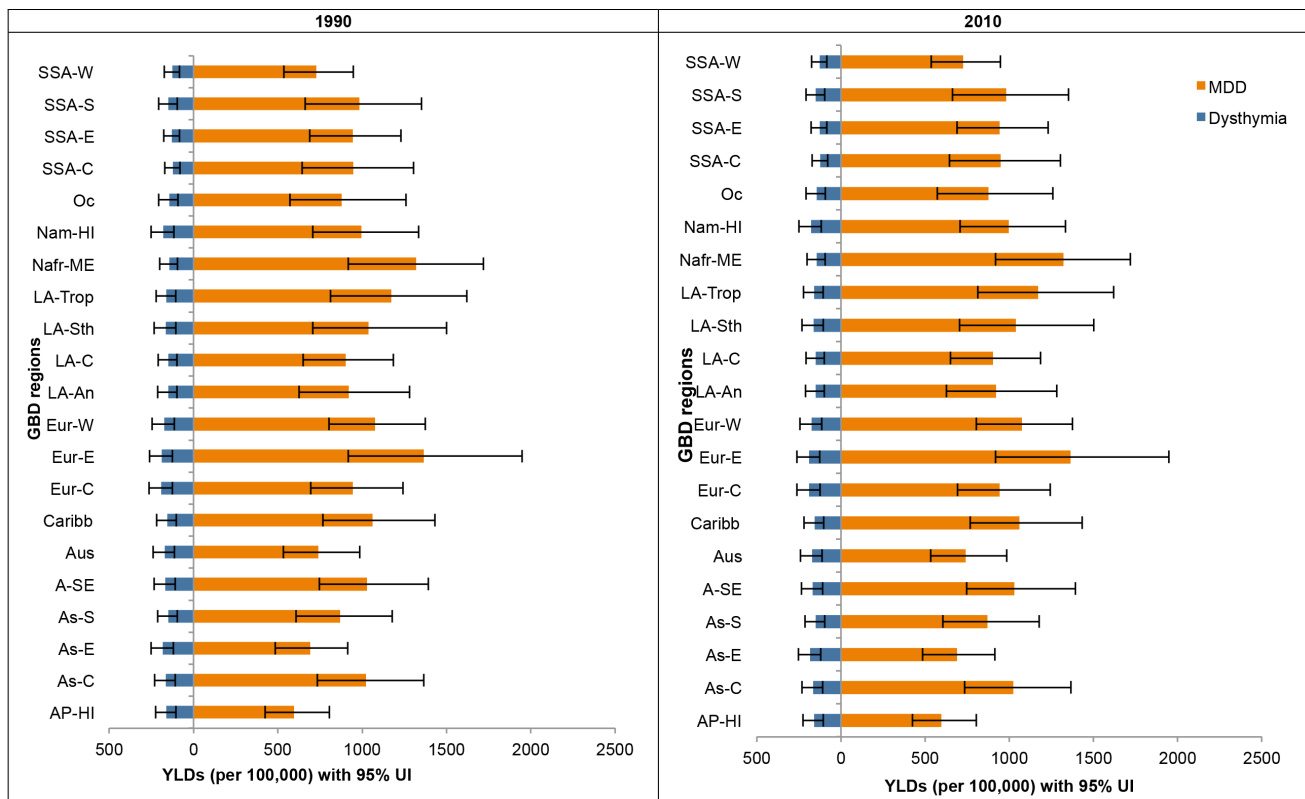 1990
SSA-W
SSA-S
SSA-E
SSA-C
Oc
Nam-HI
Nafr-ME
LA-Trop
LA-Sth
LA-C
LA-An
Eur-W
Eur-E
Eur-C
Caribb
Aus
A-SE
As-S
As-E
As-C
AP-HI
GBD regions
500 0 500 1000 1500 2000 2500
YLDs (per 100,000) with 95% UI
2010
SSA-W
SSA-S
SSA-E
SSA-C
Oc
Nam-HI
Nafr-ME
LA-Trop
LA-Sth
LA-C
LA-An
Eur-W
Eur-E
Eur-C
Caribb
Aus
A-SE
As-S
As-E
As-C
AP-HI
GBD regions
MDD
Dysthymia
500 0 500 1000 1500 2000 2500
YLDs (per 100,000) with 95% UI